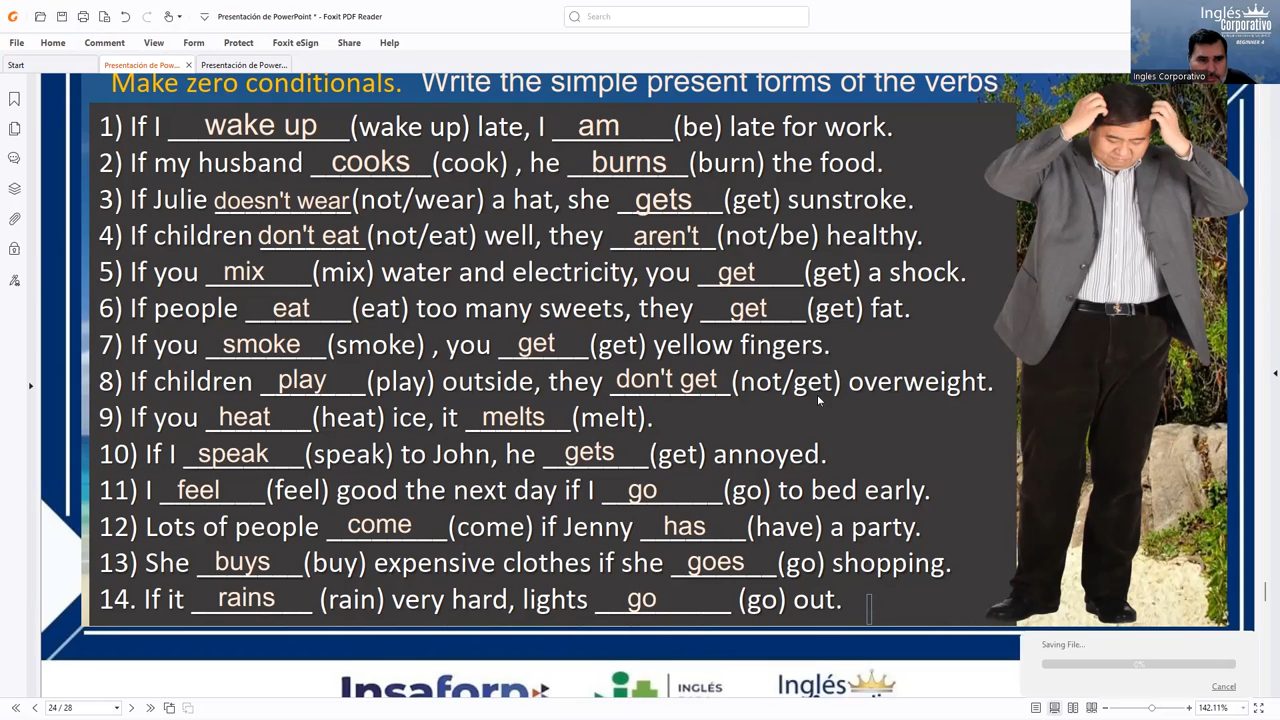 Presentación de PowerPoint * - Foxit PDF Reader
Search
File Home Comment View Form Protect Foxit eSign Share Help
Start Presentación de Pow... Presentación de Power...
Inglés
Corporativo
BEGINNER 4
Ingles Corporativo
Make zero conditionals. Write the simple present forms of the verbs
1) If I wake up (wake up) late, I am (be) late for work.
2) If my husband cooks (cook) , he burns (burn) the food.
3) If Julie doesn't wear (not/wear) a hat, she gets (get) sunstroke.
4) If children don't eat (not/eat) well, they aren't (not/be) healthy.
5) If you mix (mix) water and electricity, you get (get) a shock.
6) If people eat (eat) too many sweets, they get (get) fat.
7) If you smoke (smoke) , you get (get) yellow fingers.
8) If children play (play) outside, they don't get (not/get) overweight.
9) If you heat (heat) ice, it melts (melt).
10) If I speak (speak) to John, he gets (get) annoyed.
11) I feel (feel) good the next day if I go (go) to bed early.
12) Lots of people come (come) if Jenny has (have) a party.
13) She buys (buy) expensive clothes if she goes (go) shopping.
14. If it rains (rain) very hard, lights go (go) out.
Saving File...
0%
Cancel
Insaforp
INGLÉS
Inglés
24 / 28
142.11%